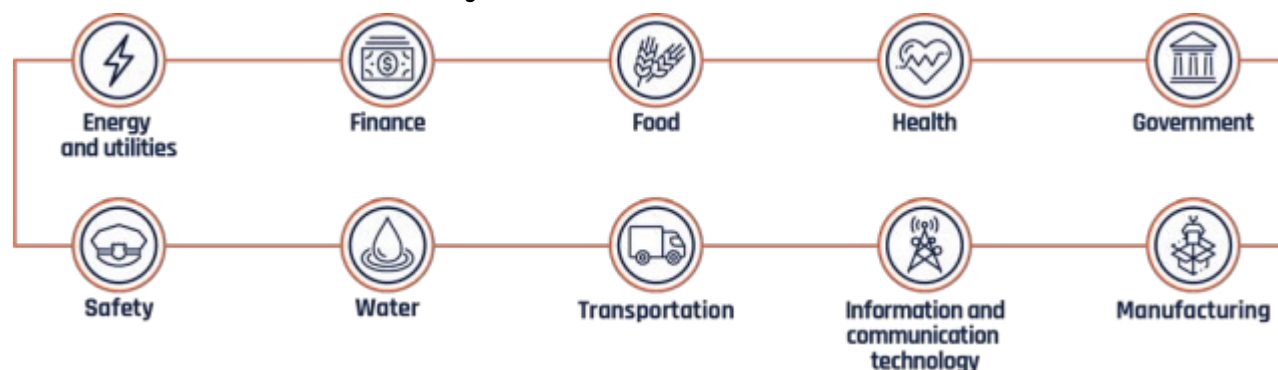 Energy
and utilities
Finance
Food
Health
Government
Safety
Water
Transportation
Information and
communication
technology
Manufacturing